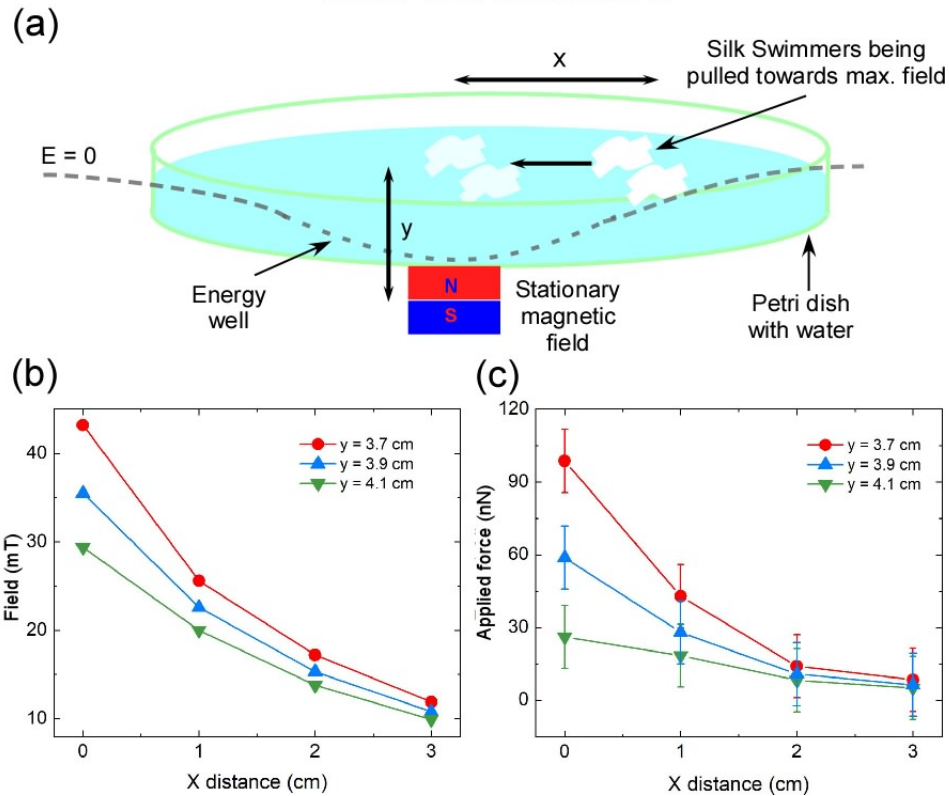 (a)
x
Silk Swimmers being
pulled towards max. field
E = 0
y
Energy
well
N
S
Stationary
magnetic
field
Petri dish
with water
(b)
40
30
20
10
Field (mT)
y = 3.7 cm
y = 3.9 cm
y = 4.1 cm
0 1 2 3
X distance (cm)
(c)
120
90
60
30
0
Applied force (nN)
y = 3.7 cm
y = 3.9 cm
y = 4.1 cm
0 1 2 3
X distance (cm)